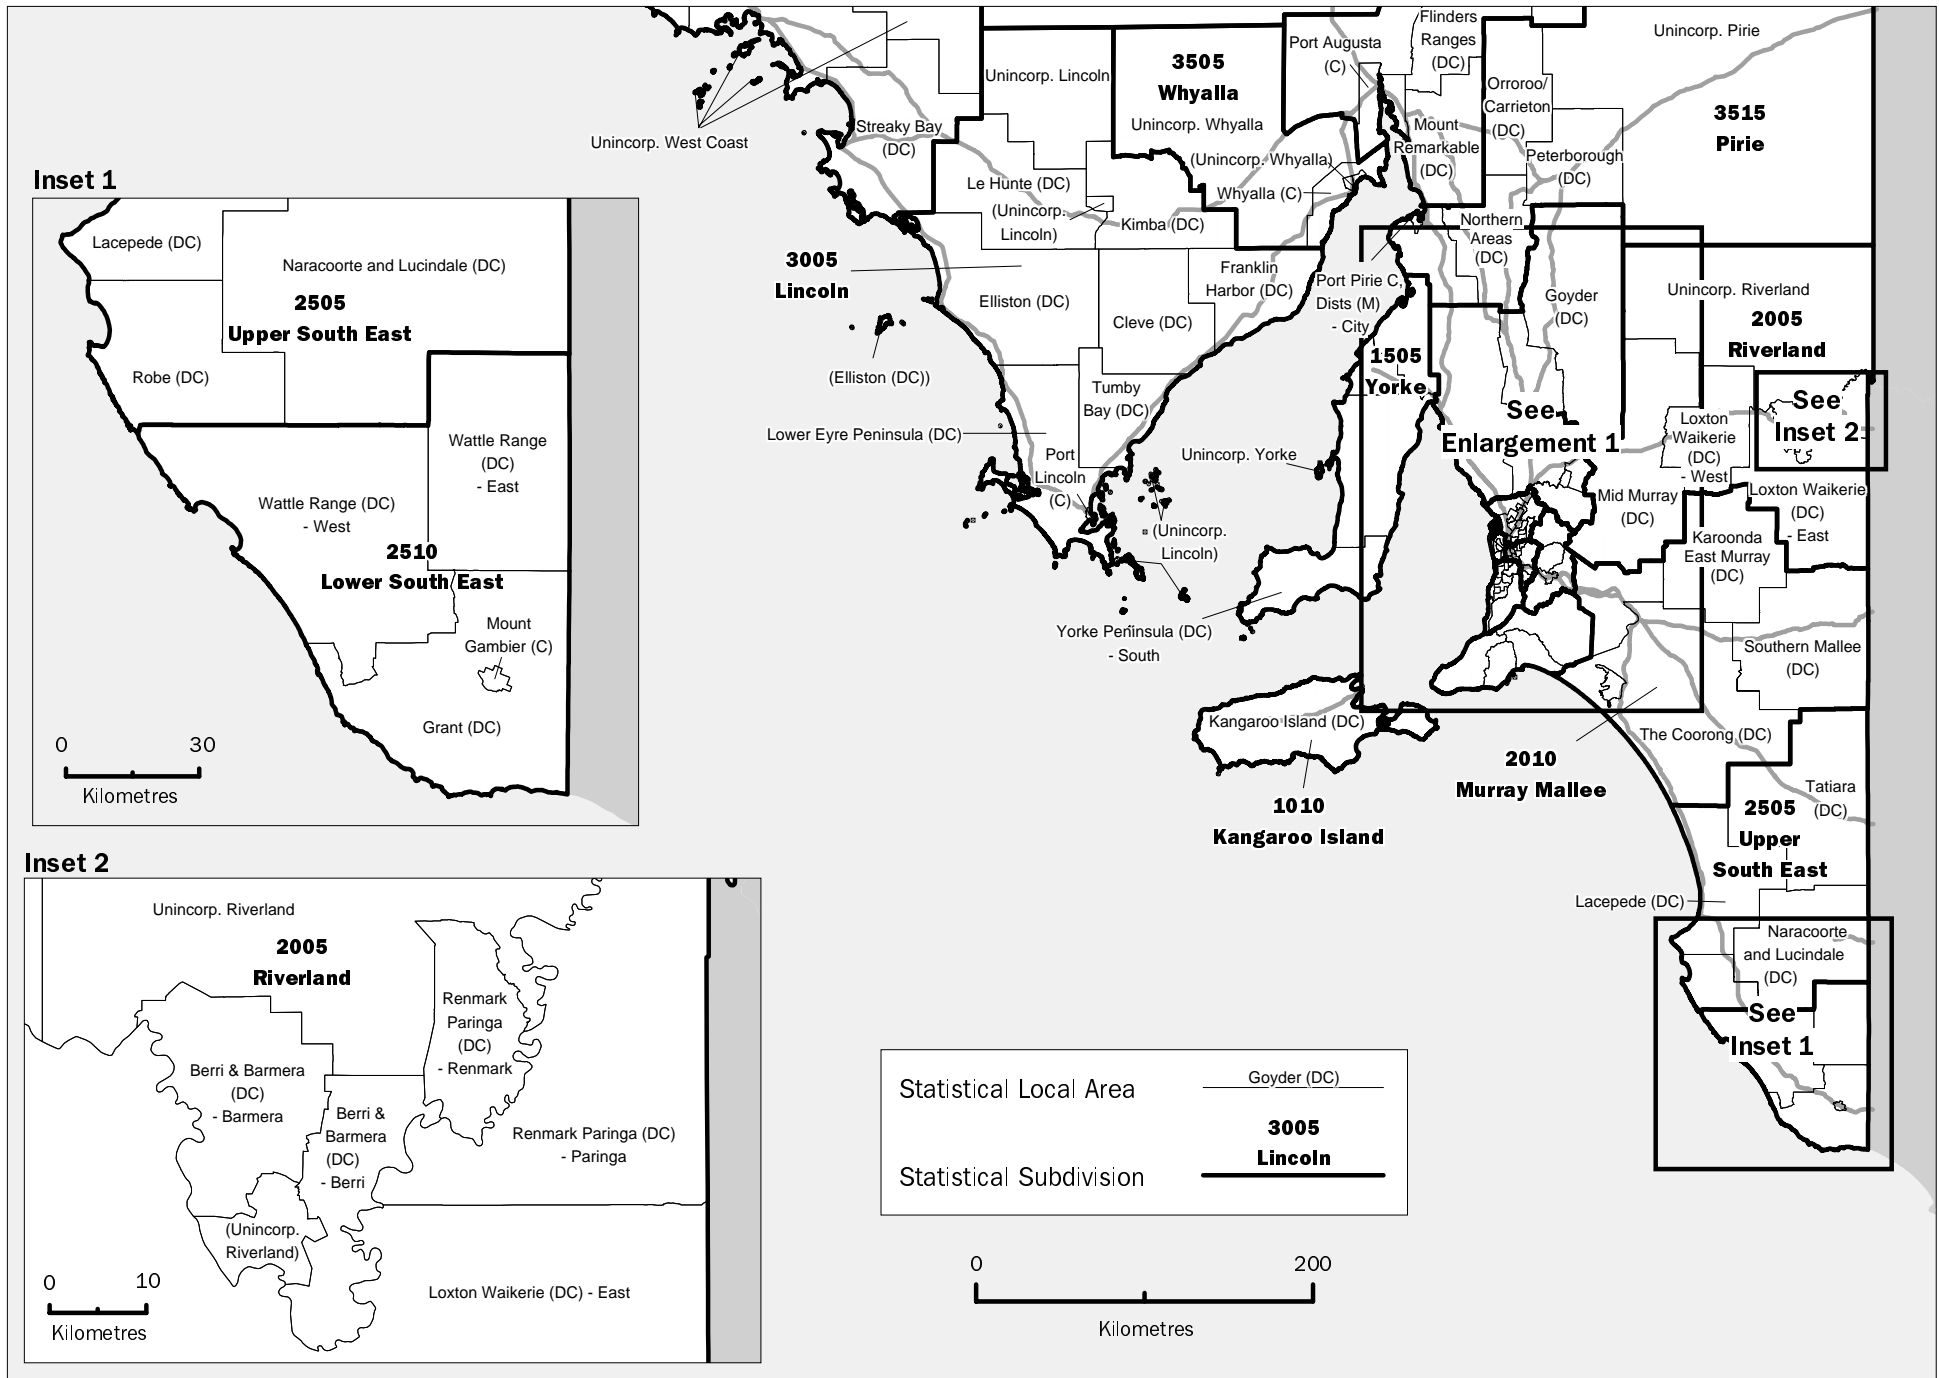 Inset 1
Lacepede (DC)
Naracoorte and Lucindale (DC)
2505
Upper South East
Robe (DC)
Wattle Range
(DC)
- East
Wattle Range (DC)
- West
2510
Lower South East
Mount
Gambier (C)
Grant (DC)
0 30
Kilometres
Inset 2
Unincorp. Riverland
2005
Riverland
Renmark
Paringa
(DC)
- Renmark
Berri & Barmera
(DC)
- Barmera
Berri &
Barmera
(DC)
- Berri
Renmark Paringa (DC)
- Paringa
(Unincorp.
Riverland)
Loxton Waikerie (DC) - East
0 10
Kilometres
Unincorp. West Coast
Streaky Bay
(DC)
Unincorp. Lincoln
3505
Whyalla
Unincorp. Whyalla
(Unincorp. Whyalla)
Whyalla (C)
Port Augusta
(C)
Flinders
Ranges
(DC)
Orroroo/
Carrieton
(DC)
Mount
Remarkable
(DC)
Peterborough
(DC)
Unincorp. Pirie
3515
Pirie
Le Hunte (DC)
(Unincorp.
Lincoln)
Kimba (DC)
3005
Lincoln
Elliston (DC)
Franklin
Harbor (DC)
Cleve (DC)
(Elliston (DC))
Tumby
Bay (DC)
Lower Eyre Peninsula (DC)
Port
Lincoln
(C)
(Unincorp.
Lincoln)
Northern
Areas
(DC)
Port Pirie C,
Dists (M)
- City
Goyder
(DC)
1505
Yorke
Unincorp. Yorke
See
Enlargement 1
Unincorp. Riverland
2005
Riverland
See
Inset 2
Loxton
Waikerie
(DC)
- West
Loxton Waikerie
(DC)
- East
Mid Murray
(DC)
Karoonda
East Murray
(DC)
Yorke Peninsula (DC)
- South
Southern Mallee
(DC)
Kangaroo Island (DC)
1010
Kangaroo Island
The Coorong (DC)
2010
Murray Mallee
Tatiara
(DC)
2505
Upper
South East
Lacepede (DC)
Naracoorte
and Lucindale
(DC)
See
Inset 1
Statistical Local Area
Goyder (DC)
3005
Lincoln
Statistical Subdivision
0 200
Kilometres